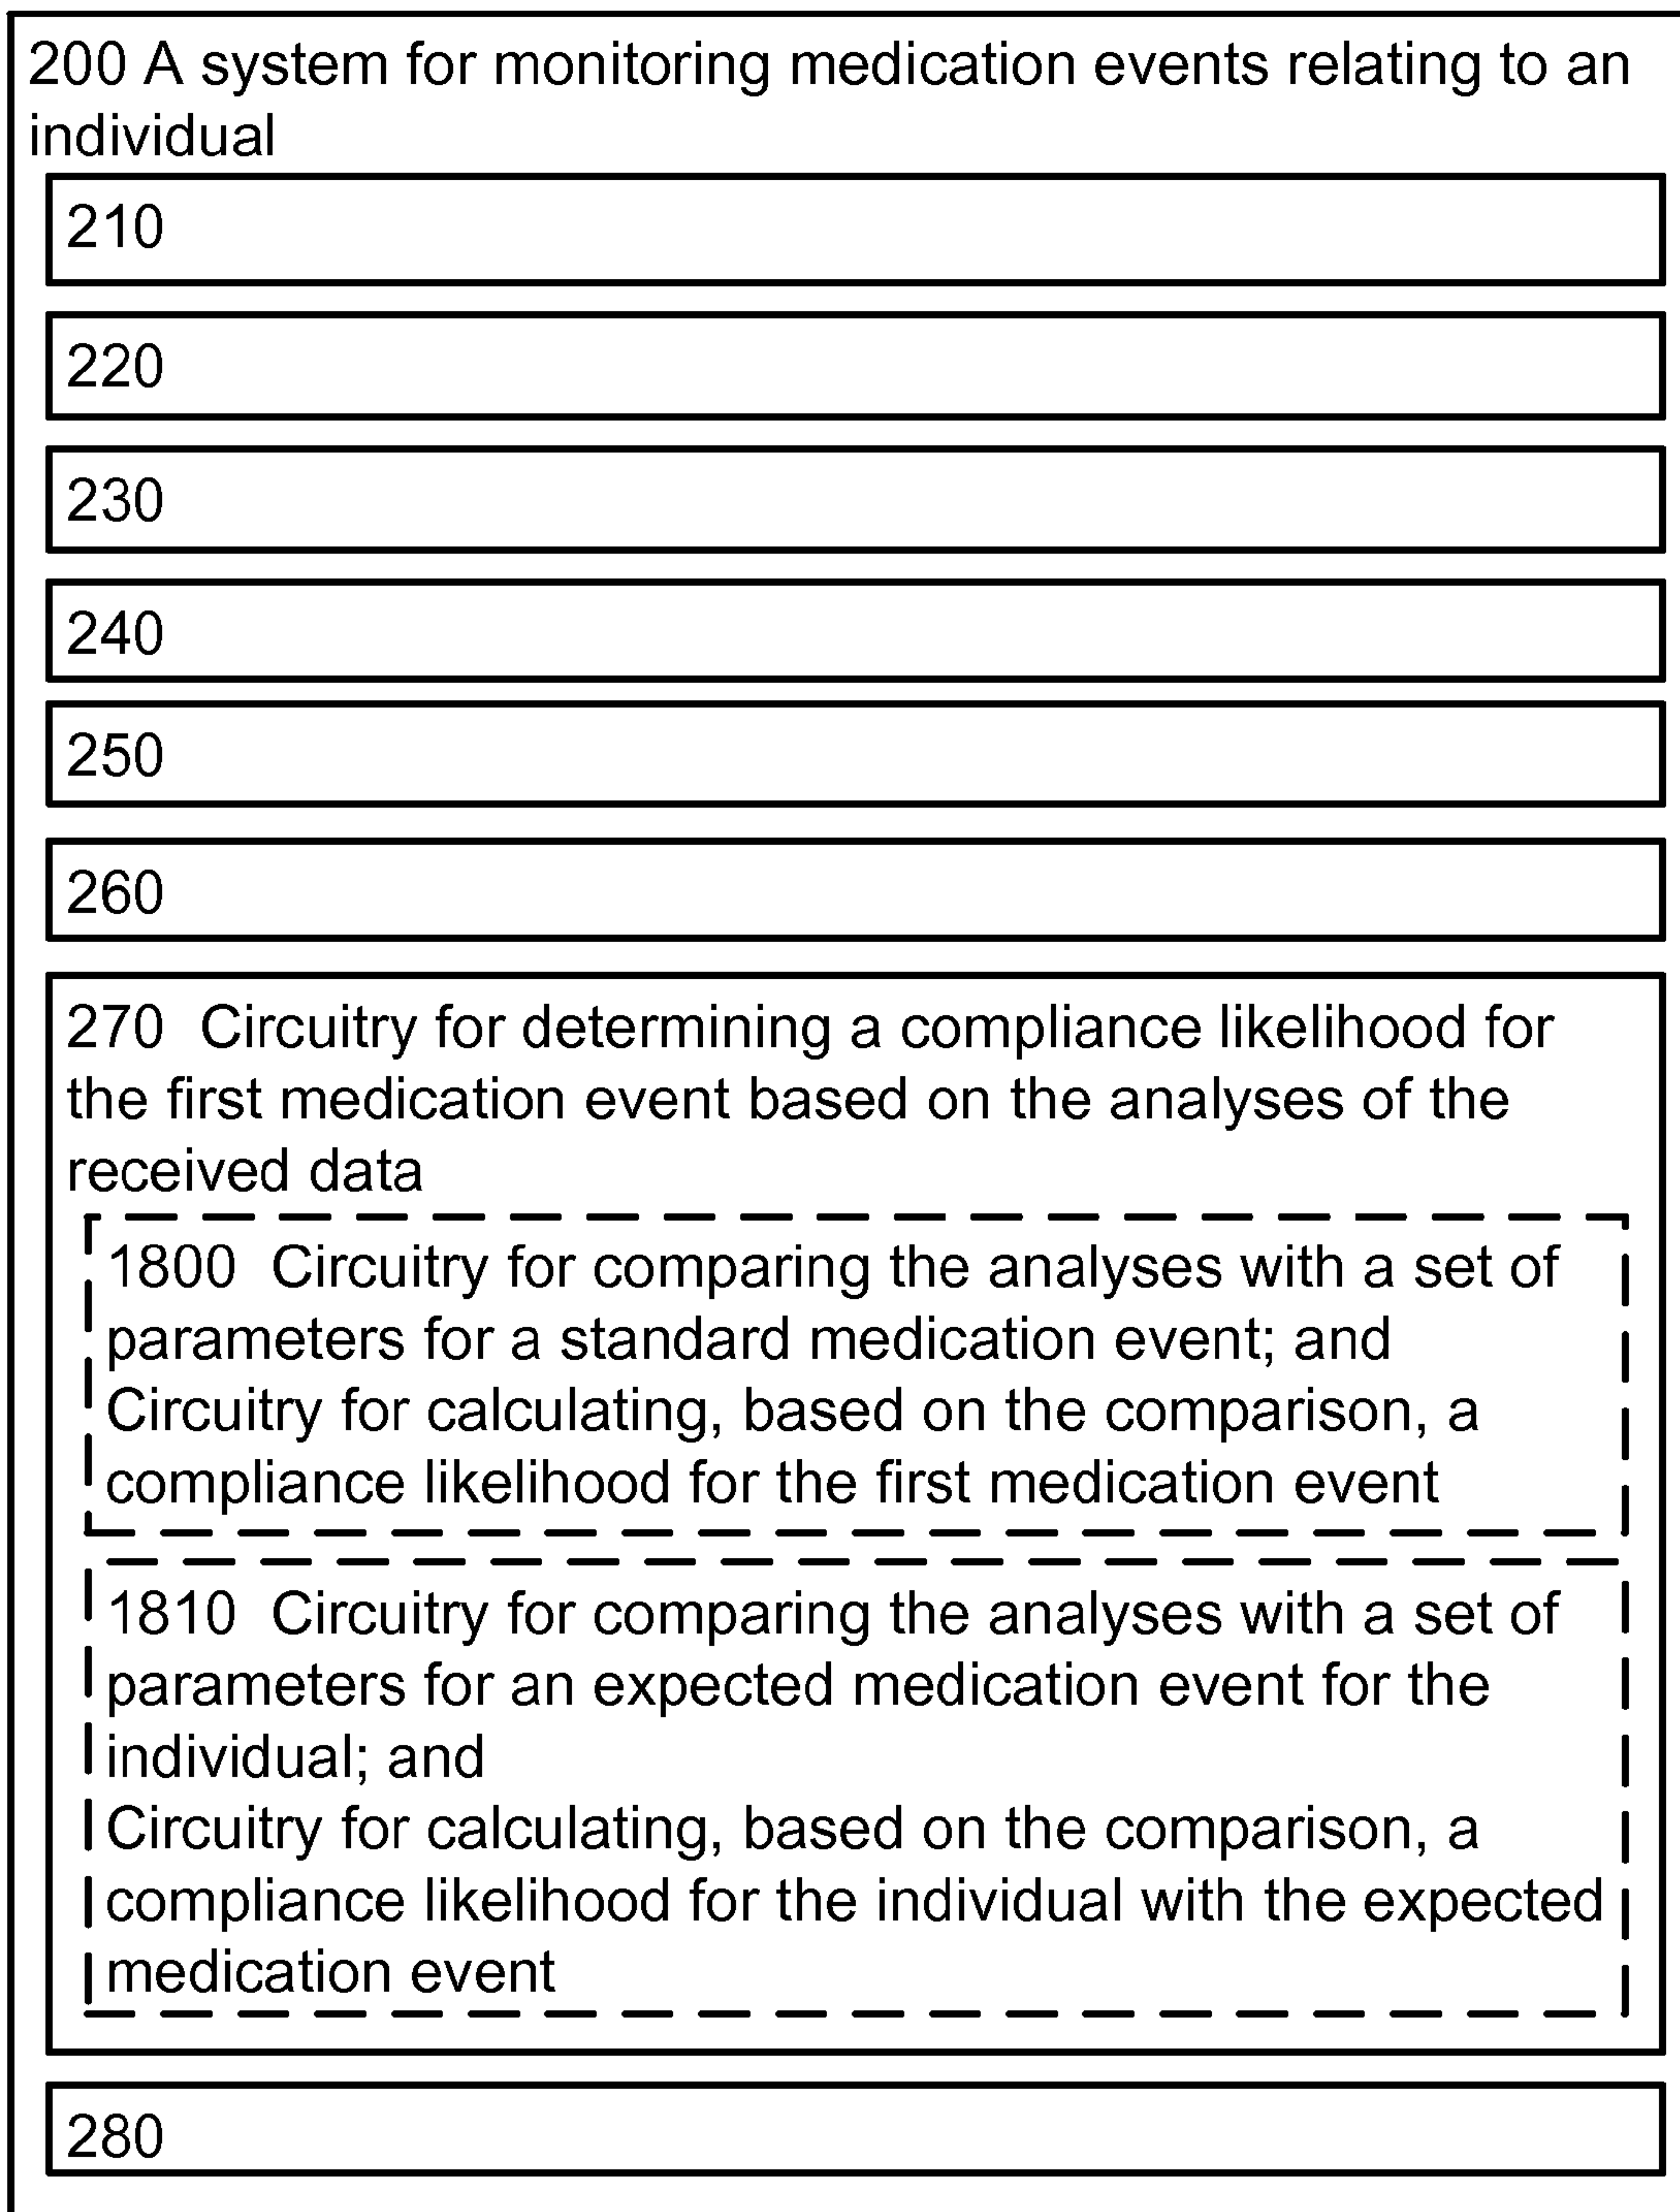 200 A system for monitoring medication events relating to an
individual
210
220
230
240
250
260
270 Circuitry for determining a compliance likelihood for
the first medication event based on the analyses of the
received data
1800 Circuitry for comparing the analyses with a set of
parameters for a standard medication event; and
Circuitry for calculating, based on the comparison, a
compliance likelihood for the first medication event
1810 Circuitry for comparing the analyses with a set of
parameters for an expected medication event for the
individual; and
Circuitry for calculating, based on the comparison, a
compliance likelihood for the individual with the expected
medication event
280